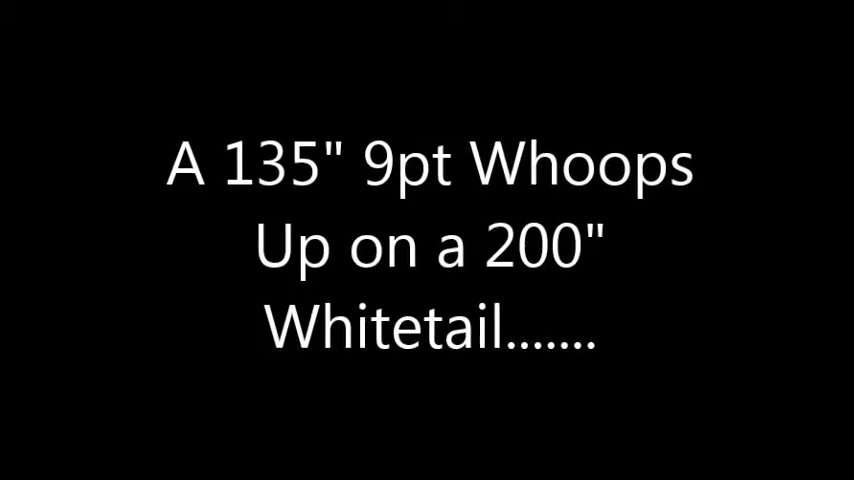 A 135" 9pt Whoops
Up on a 200"
Whitetail.......